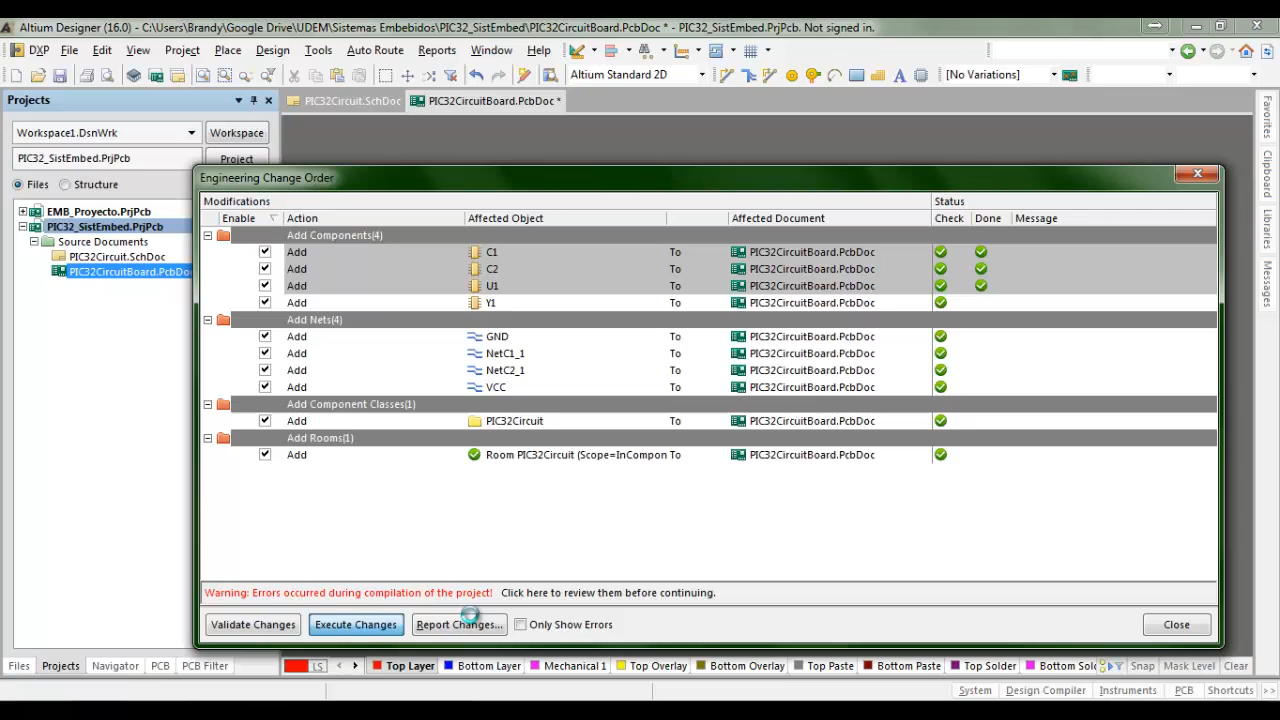 Altium Designer (16.0) - C:\Users\Brandy\Google Drive\UDEM\Sistemas Embebidos\PIC32_SistEmbed\PIC32CircuitBoard.PcbDoc * - PIC32_SistEmbed.PrjPcb. Not signed in.
DXP File Edit View Project Place Design Tools Auto Route Reports Window Help
Altium Standard 2D [No Variations]
Projects PIC32Circuit.SchDoc PIC32CircuitBoard.PcbDoc *
Workspace1.DsnWrk Workspace
PIC32_SistEmbed.PrjPcb Project
Files Structure
EMB_Proyecto.PrjPcb
PIC32_SistEmbed.PrjPcb
Source Documents
PIC32Circuit.SchDoc
PIC32CircuitBoard.PcbDoc
Engineering Change Order
Modifications Status
Enable Action Affected Object Affected Document Check Done Message
Add Components(4)
Add C1 To PIC32CircuitBoard.PcbDoc
Add C2 To PIC32CircuitBoard.PcbDoc
Add U1 To PIC32CircuitBoard.PcbDoc
Add Y1 To PIC32CircuitBoard.PcbDoc
Add Nets(4)
Add GND To PIC32CircuitBoard.PcbDoc
Add NetC1_1 To PIC32CircuitBoard.PcbDoc
Add NetC2_1 To PIC32CircuitBoard.PcbDoc
Add VCC To PIC32CircuitBoard.PcbDoc
Add Component Classes(1)
Add PIC32Circuit To PIC32CircuitBoard.PcbDoc
Add Rooms(1)
Add Room PIC32Circuit (Scope=InCompon To PIC32CircuitBoard.PcbDoc
Warning: Errors occurred during compilation of the project! Click here to review them before continuing.
Validate Changes Execute Changes Report Changes... Only Show Errors Close
Favorites
Clipboard
Libraries
Messages
Files Projects Navigator PCB PCB Filter LS Top Layer Bottom Layer Mechanical 1 Top Overlay Bottom Overlay Top Paste Bottom Paste Top Solder Bottom Sol Snap Mask Level Clear
System Design Compiler Instruments PCB Shortcuts >>